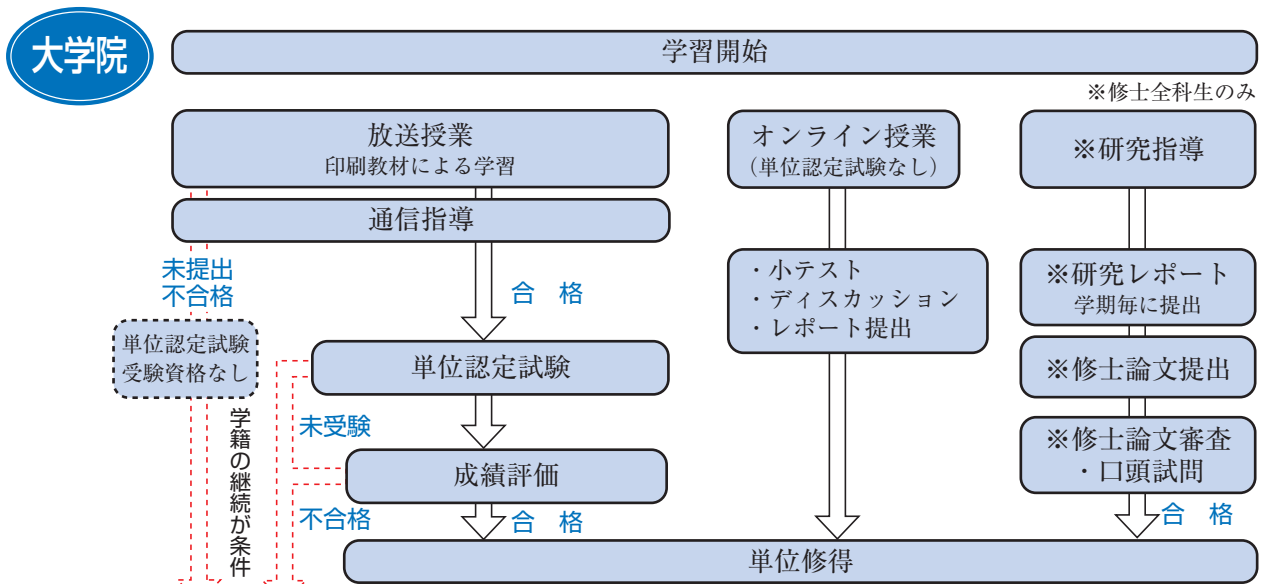 大学院
学習開始
※修士全科生のみ
放送授業
印刷教材による学習
通信指導
未提出
不合格
合　格
単位認定試験
受験資格なし
単位認定試験
未受験
学籍の継続が条件
成績評価
不合格
合　格
オンライン授業
（単位認定試験なし）
・小テスト
・ディスカッション
・レポート提出
※研究指導
※研究レポート
学期毎に提出
※修士論文提出
※修士論文審査
・口頭試問
合　格
単位修得